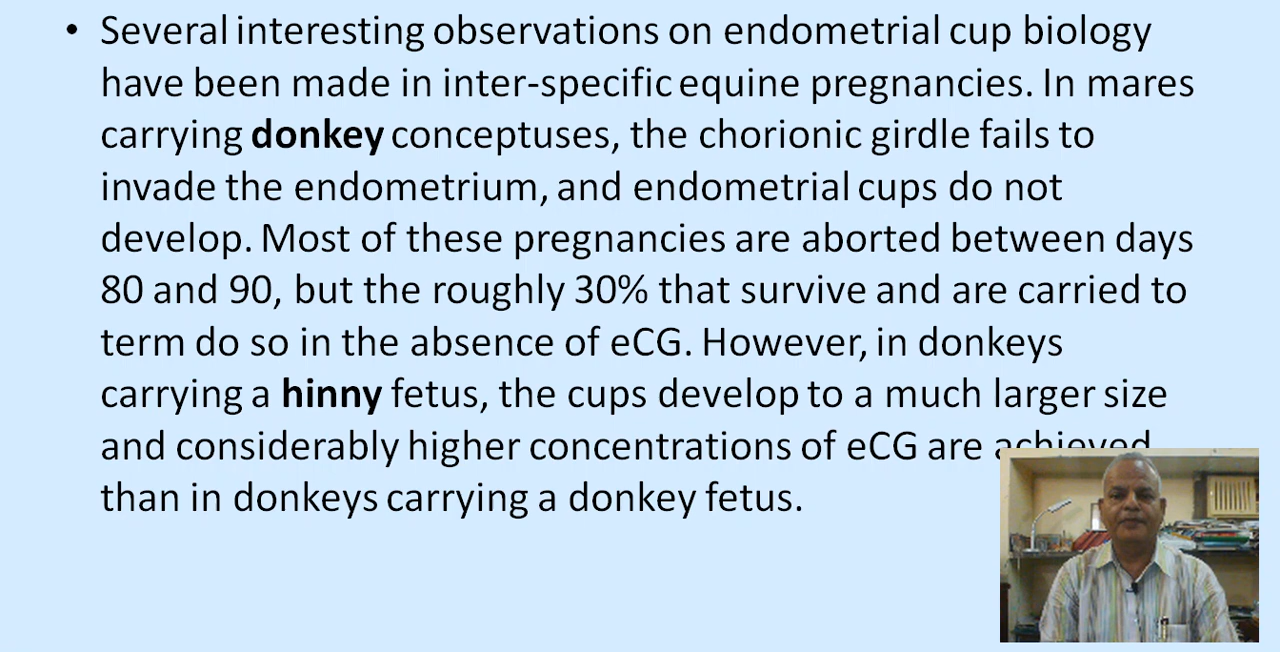 • Several interesting observations on endometrial cup biology
have been made in inter-specific equine pregnancies. In mares
carrying donkey conceptuses, the chorionic girdle fails to
invade the endometrium, and endometrial cups do not
develop. Most of these pregnancies are aborted between days
80 and 90, but the roughly 30% that survive and are carried to
term do so in the absence of eCG. However, in donkeys
carrying a hinny fetus, the cups develop to a much larger size
and considerably higher concentrations of eCG are achieved
than in donkeys carrying a donkey fetus.